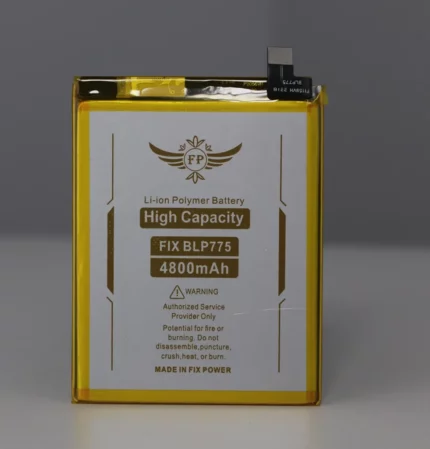 BLP775
FP
Li-ion Polymer Battery
High Capacity
FIX BLP775
4800mAh
WARNING
Authorized Service
Provider Only
Potential for fire or
burning. Do not
disassemble,puncture,
crush,heat, or burn.
MADE IN FIX POWER